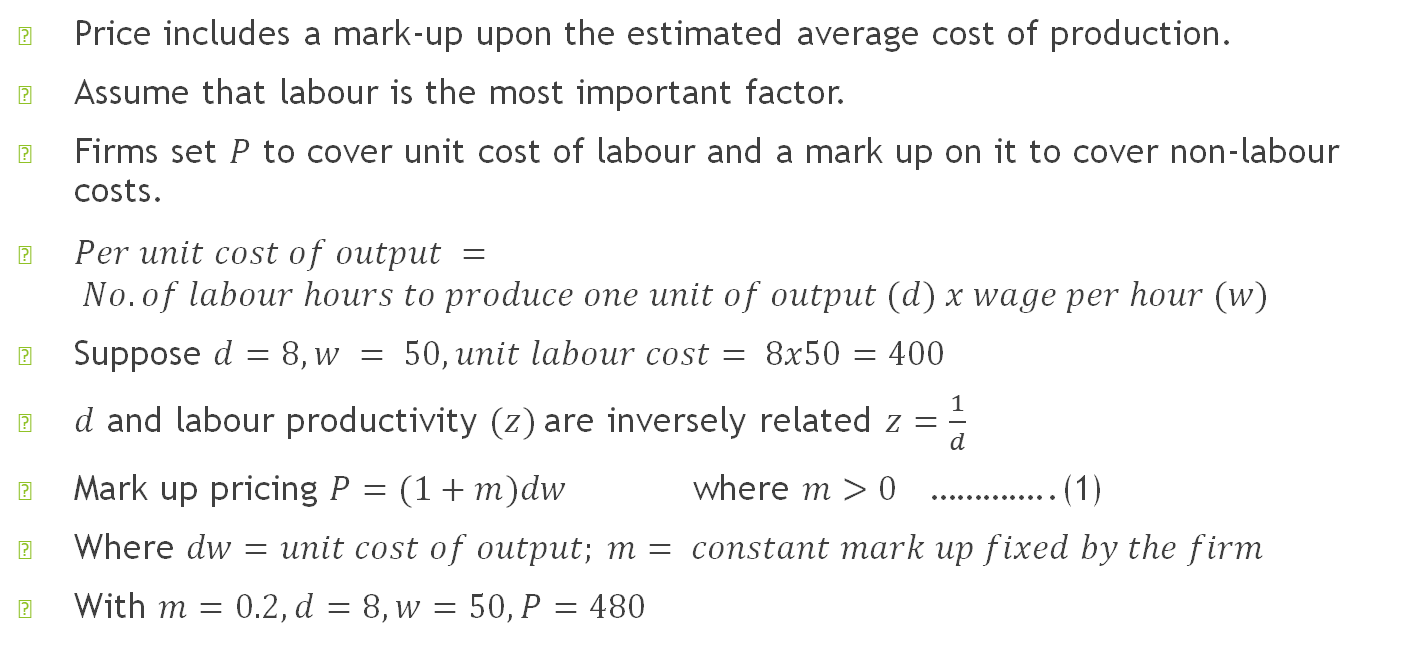 Price includes a mark-up upon the estimated average cost of production.
Assume that labour is the most important factor.
Firms set P to cover unit cost of labour and a mark up on it to cover non-labour
costs.
Per unit cost of output =
No. of labour hours to produce one unit of output (d) x wage per hour (w)
Suppose d = 8, w = 50, unit labour cost = 8x50 = 400
d and labour productivity (z) are inversely related z = 1/d
Mark up pricing P = (1 + m)dw where m > 0 ..............(1)
Where dw = unit cost of output; m = constant mark up fixed by the firm
With m = 0.2, d = 8, w = 50, P = 480